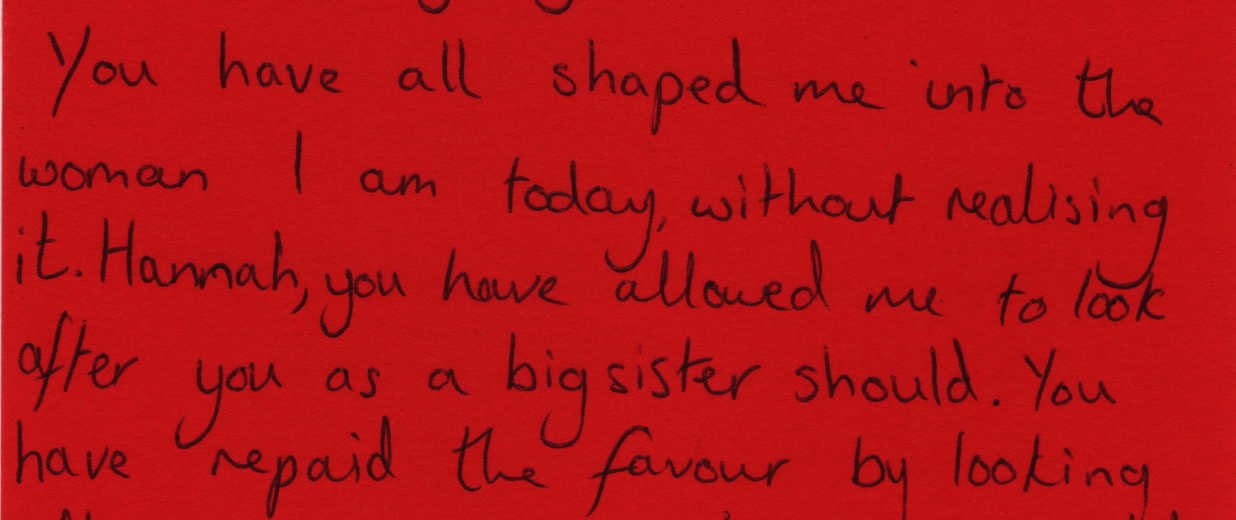 You have all shaped me into the
woman I am today, without realising
it. Hannah, you have allowed me to look
after you as a big sister should. You
have repaid the favour by looking